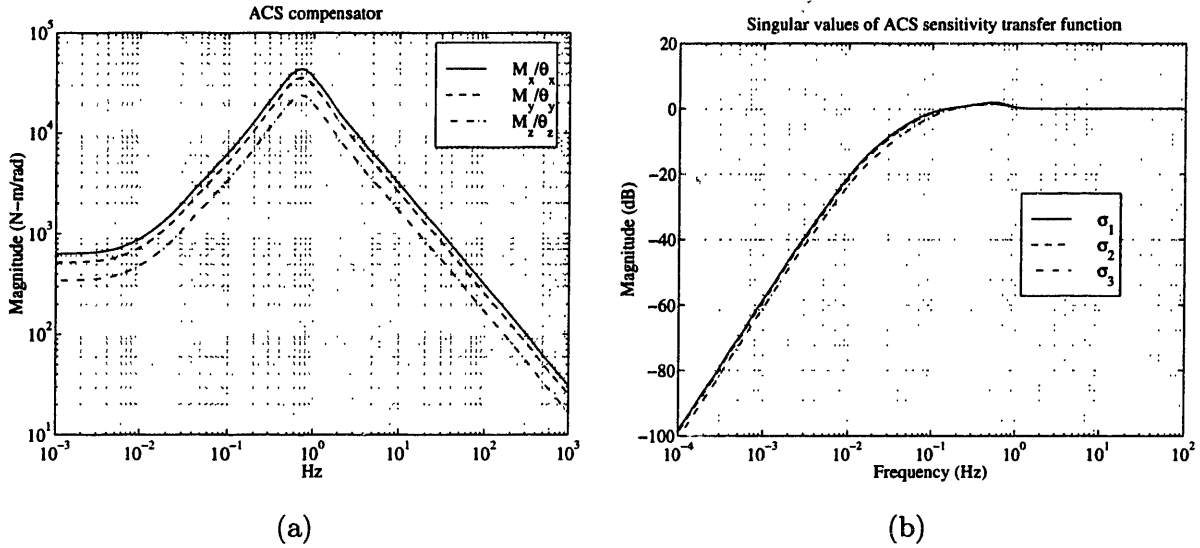 ACS compensator
10^5
10^4
10^3
10^2
10^1
Magnitude (N−m/rad)
M_x/θ_x
M_y/θ_y
M_z/θ_z
10^−3 10^−2 10^−1 10^0 10^1 10^2 10^3
Hz
(a)
Singular values of ACS sensitivity transfer function
20
0
−20
−40
−60
−80
−100
Magnitude (dB)
σ_1
σ_2
σ_3
10^−4 10^−3 10^−2 10^−1 10^0 10^1 10^2
Frequency (Hz)
(b)